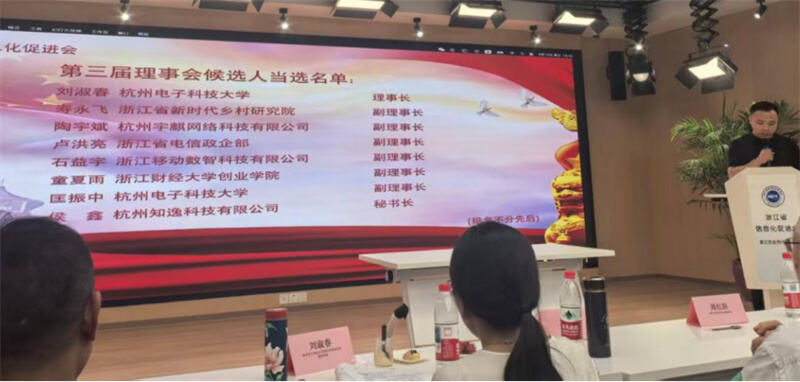 化促进会
第三届理事会候选人当选名单:
刘淑春 杭州电子科技大学 理事长
寿永飞 浙江省新时代乡村研究院 副理事长
陶宇斌 杭州宇麒网络科技有限公司 副理事长
卢洪亮 浙江省电信政企部 副理事长
石益宇 浙江移动数智科技有限公司 副理事长
童夏雨 浙江财经大学创业学院 副理事长
匡振中 杭州电子科技大学 副理事长
侯 鑫 杭州知逸科技有限公司 秘书长
(排名不分先后)
浙江省
信息化促进
刘淑春